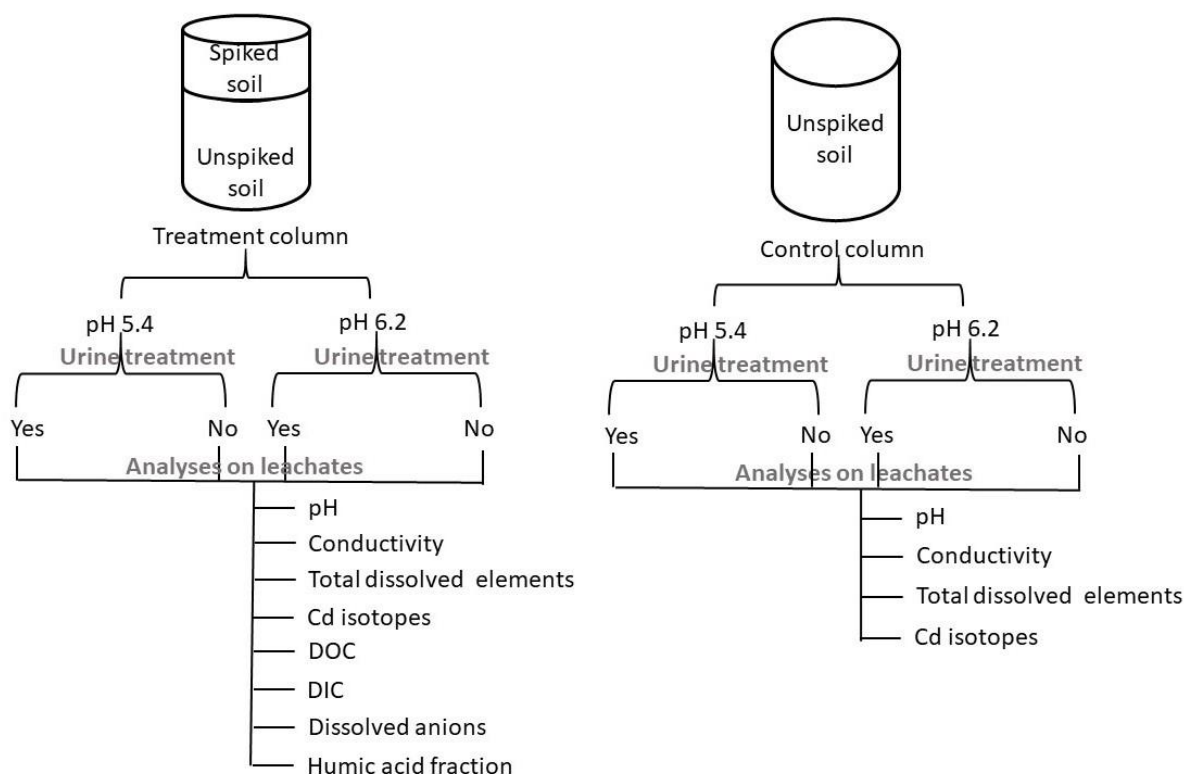 Spiked
soil
Unspiked
soil
Treatment column
pH 5.4
pH 6.2
Urine treatment
Urine treatment
Yes
No
Yes
No
Analyses on leachates
pH
Conductivity
Total dissolved elements
Cd isotopes
DOC
DIC
Dissolved anions
Humic acid fraction
Unspiked
soil
Control column
pH 5.4
pH 6.2
Urine treatment
Urine treatment
Yes
No
Yes
No
Analyses on leachates
pH
Conductivity
Total dissolved elements
Cd isotopes